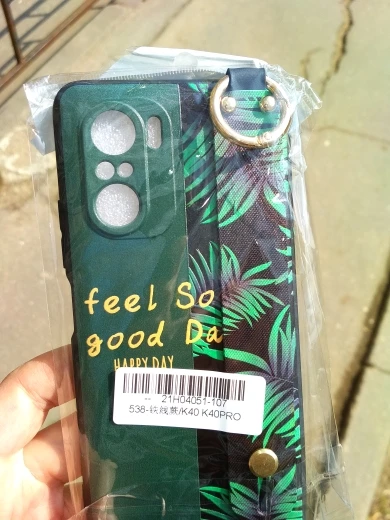 feel So
good Da
HAPPY DAY
21H04051-107
538-铁线蕨/K40 K40PRO